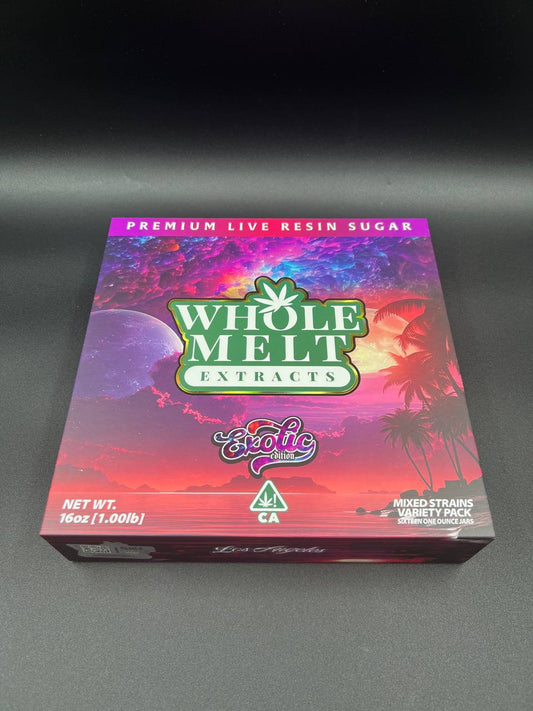 PREMIUM LIVE RESIN SUGAR
WHOLE
MELT
EXTRACTS
Exotic
edition
CA
NET WT.
16oz [1.00lb]
MIXED STRAINS
VARIETY PACK
SIXTEEN ONE OUNCE JARS
Los Angeles